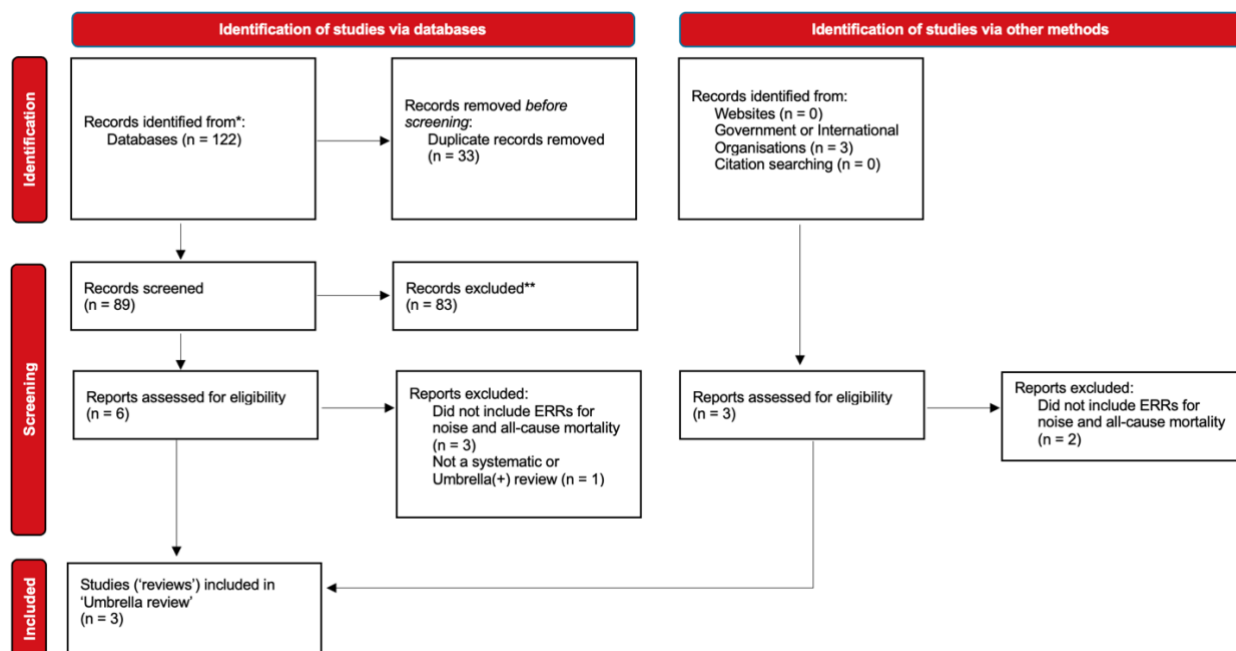 Identification of studies via databases
Identification of studies via other methods
Identification
Records identified from*:
Databases (n = 122)
Records removed before
screening:
Duplicate records removed
(n = 33)
Records identified from:
Websites (n = 0)
Government or International
Organisations (n = 3)
Citation searching (n = 0)
Screening
Records screened
(n = 89)
Records excluded**
(n = 83)
Reports assessed for eligibility
(n = 6)
Reports excluded:
Did not include ERRs for
noise and all-cause mortality
(n = 3)
Not a systematic or
Umbrella(+) review (n = 1)
Reports assessed for eligibility
(n = 3)
Reports excluded:
Did not include ERRs for
noise and all-cause mortality
(n = 2)
Included
Studies (‘reviews’) included in
‘Umbrella review’
(n = 3)